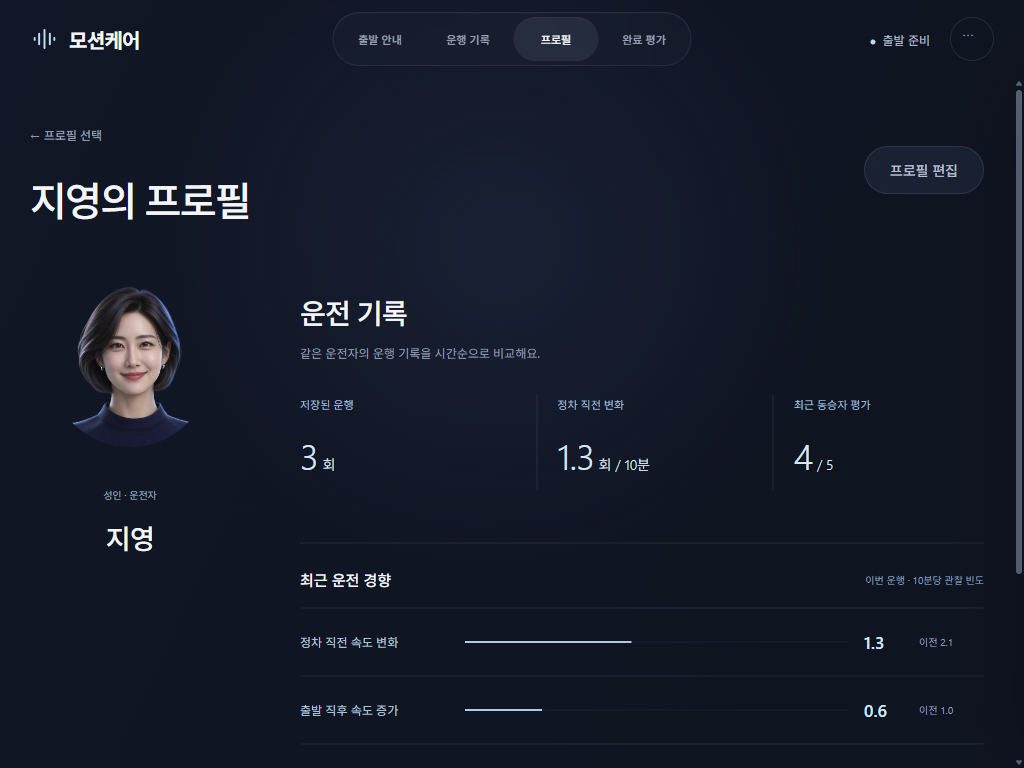 모션케어
출발 안내
운행 기록
프로필
완료 평가
● 출발 준비
...
← 프로필 선택
지영의 프로필
프로필 편집
성인 · 운전자
지영
운전 기록
같은 운전자의 운행 기록을 시간순으로 비교해요.
저장된 운행
3 회
정차 직전 변화
1.3 회 / 10분
최근 동승자 평가
4 / 5
최근 운전 경향
이번 운행 · 10분당 관찰 빈도
정차 직전 속도 변화
1.3
이전 2.1
출발 직후 속도 증가
0.6
이전 1.0